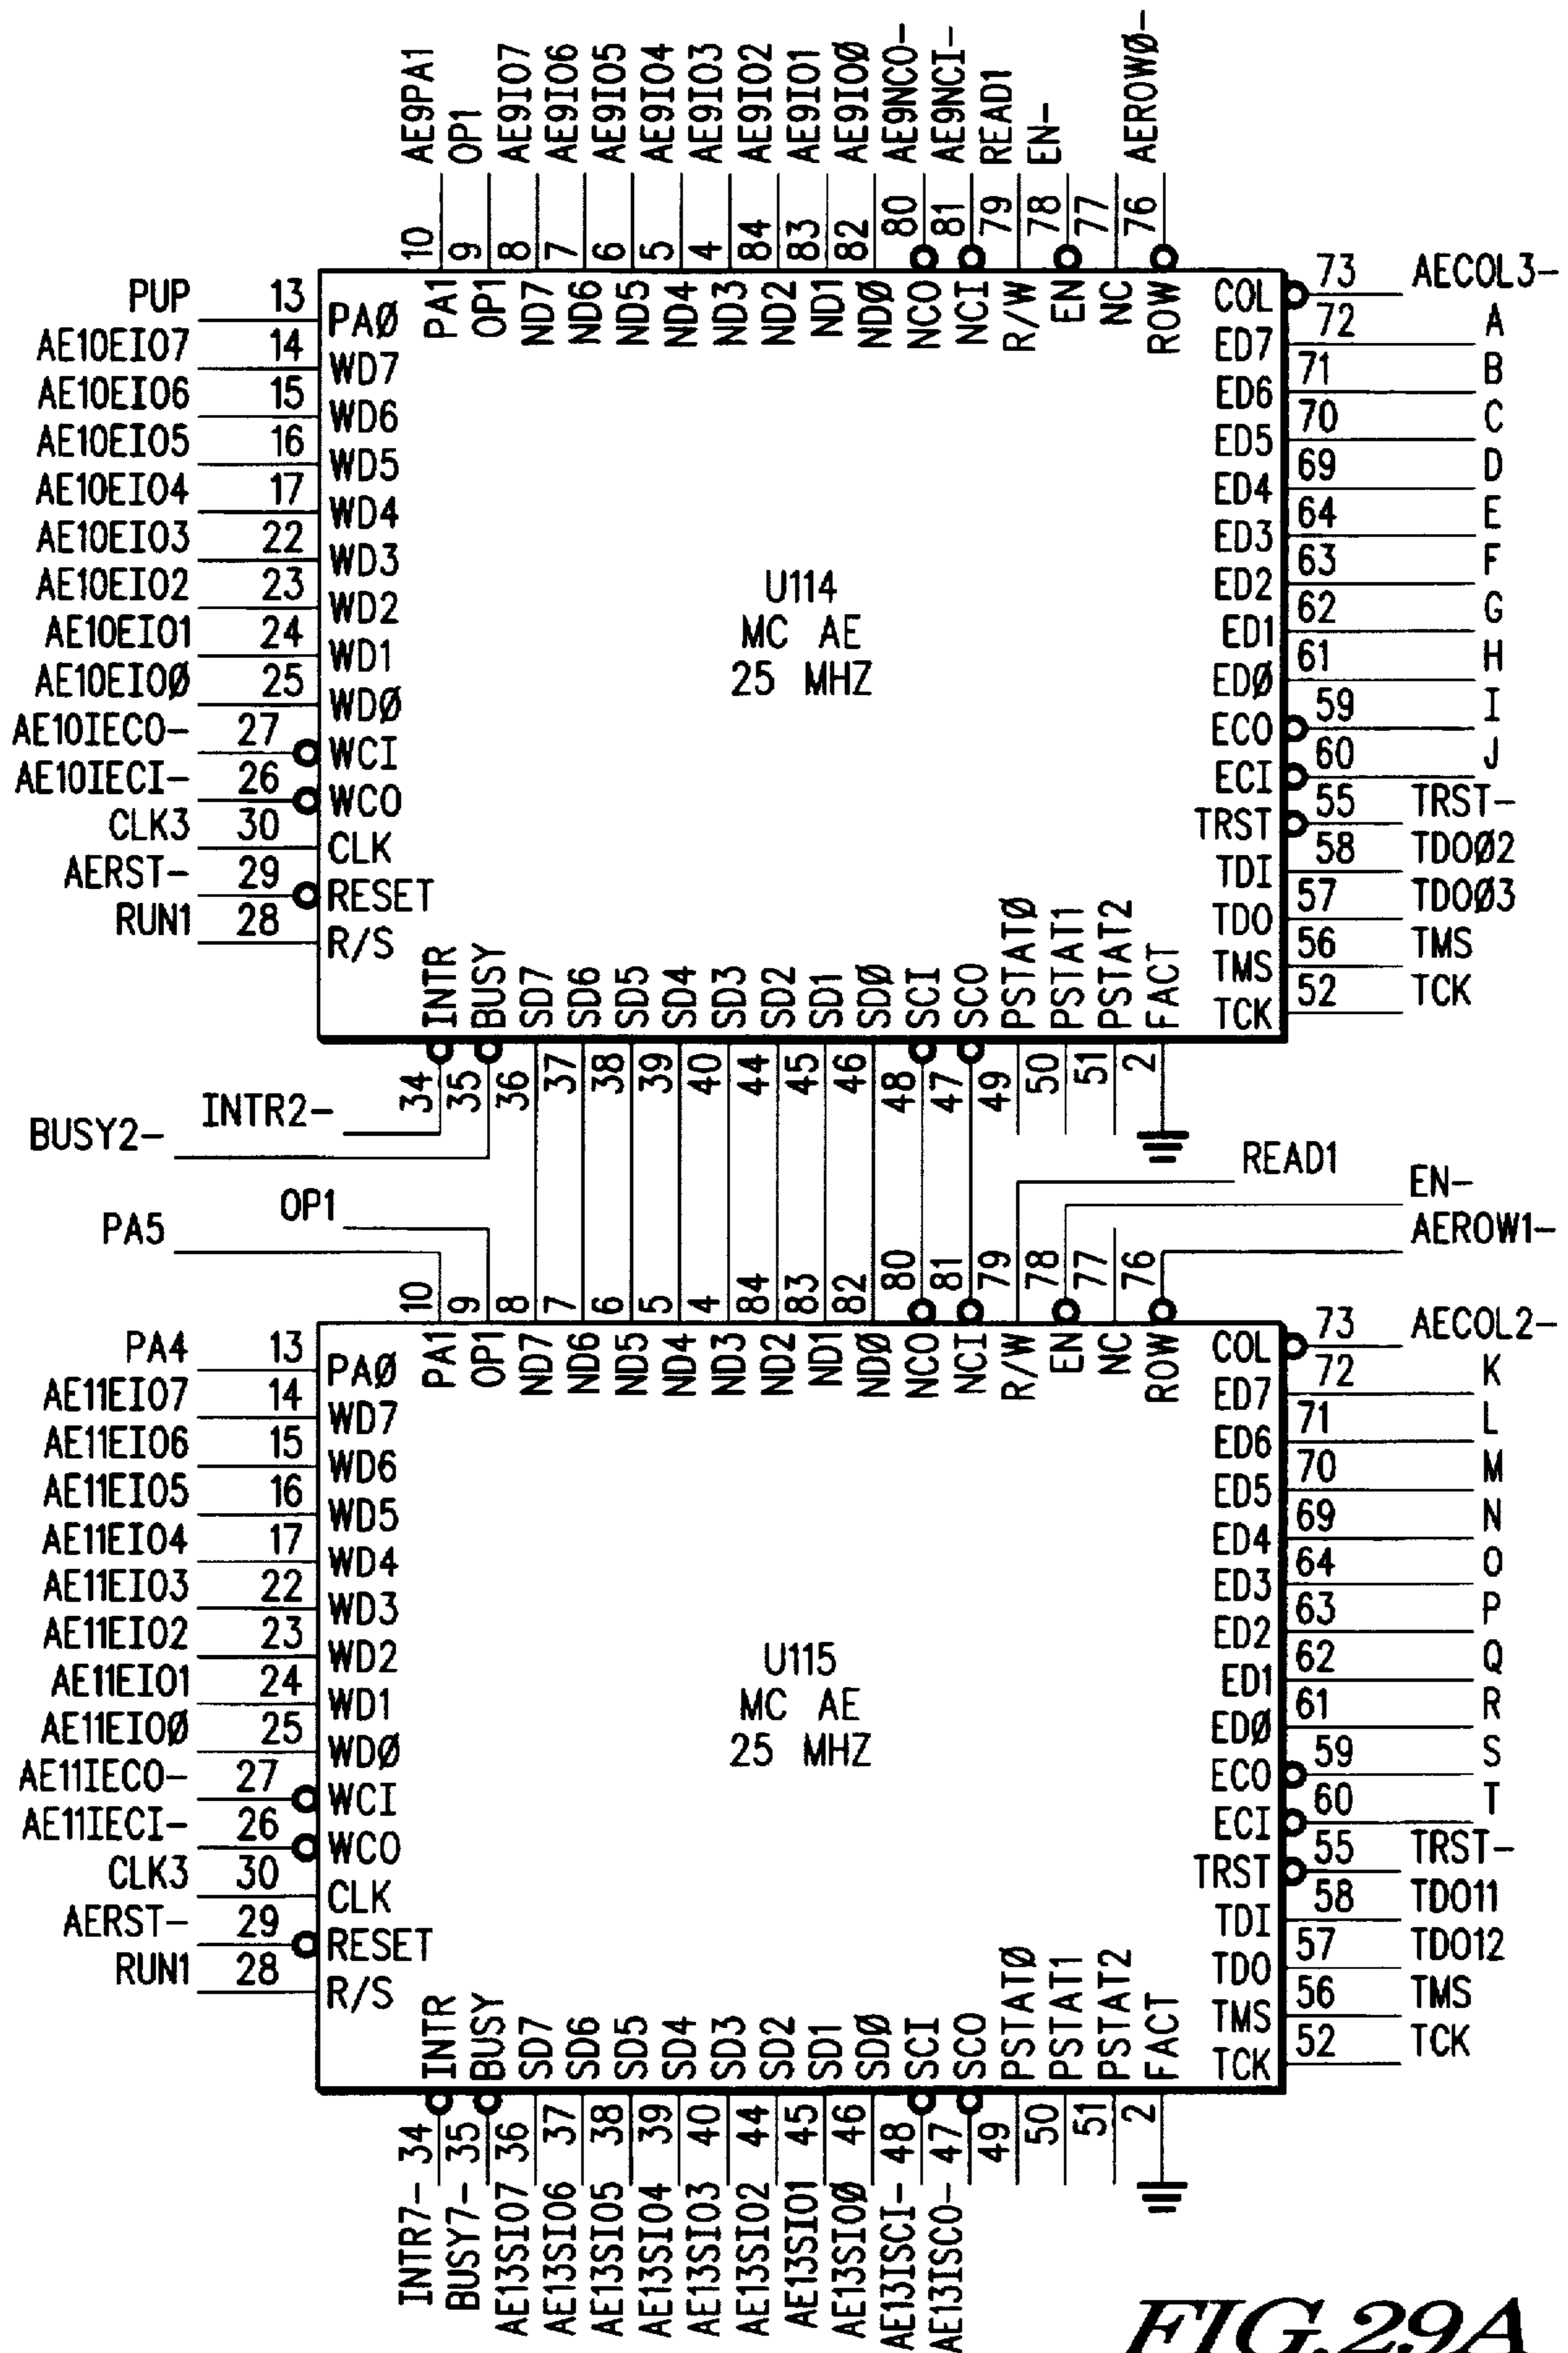 AE9PA1
OP1
AE9IO7
AE9IO6
AE9IO5
AE9IO4
AE9IO3
AE9IO2
AE9IO1
AE9IOØ
AE9NCO-
AE9NCI-
READ1
EN-
AEROWØ-
10 9 8 7 6 5 4 84 83 82 80 81 79 78 77 76
PA1 OP1 ND7 ND6 ND5 ND4 ND3 ND2 ND1 NDØ NCO NCI R/W EN NC ROW
PUP 13 PAØ
AE10EIO7 14 WD7
AE10EIO6 15 WD6
AE10EIO5 16 WD5
AE10EIO4 17 WD4
AE10EIO3 22 WD3
AE10EIO2 23 WD2
AE10EIO1 24 WD1
AE10EIOØ 25 WDØ
AE10IECO- 27 WCI
AE10IECI- 26 WCO
CLK3 30 CLK
AERST- 29 RESET
RUN1 28 R/S
U114
MC AE
25 MHZ
COL 73 AECOL3-
ED7 72 A
ED6 71 B
ED5 70 C
ED4 69 D
ED3 64 E
ED2 63 F
ED1 62 G
EDØ 61 H
ECO 59 I
ECI 60 J
TRST 55 TRST-
TDI 58 TDOØ2
TDO 57 TDOØ3
TMS 56 TMS
TCK 52 TCK
INTR BUSY SD7 SD6 SD5 SD4 SD3 SD2 SD1 SDØ SCI SCO PSTATØ PSTAT1 PSTAT2 FACT
34 35 36 37 38 39 40 44 45 46 48 47 49 50 51 2
INTR2-
BUSY2-
READ1
EN-
OP1
AEROW1-
PA5
10 9 8 7 6 5 4 84 83 82 80 81 79 78 77 76
PA1 OP1 ND7 ND6 ND5 ND4 ND3 ND2 ND1 NDØ NCO NCI R/W EN NC ROW
PA4 13 PAØ
AE11EIO7 14 WD7
AE11EIO6 15 WD6
AE11EIO5 16 WD5
AE11EIO4 17 WD4
AE11EIO3 22 WD3
AE11EIO2 23 WD2
AE11EIO1 24 WD1
AE11EIOØ 25 WDØ
AE11IECO- 27 WCI
AE11IECI- 26 WCO
CLK3 30 CLK
AERST- 29 RESET
RUN1 28 R/S
U115
MC AE
25 MHZ
COL 73 AECOL2-
ED7 72 K
ED6 71 L
ED5 70 M
ED4 69 N
ED3 64 O
ED2 63 P
ED1 62 Q
EDØ 61 R
ECO 59 S
ECI 60 T
TRST 55 TRST-
TDI 58 TDO11
TDO 57 TDO12
TMS 56 TMS
TCK 52 TCK
INTR BUSY SD7 SD6 SD5 SD4 SD3 SD2 SD1 SDØ SCI SCO PSTATØ PSTAT1 PSTAT2 FACT
34 35 36 37 38 39 40 44 45 46 48 47 49 50 51 2
INTR7-
BUSY7-
AE13SIO7
AE13SIO6
AE13SIO5
AE13SIO4
AE13SIO3
AE13SIO2
AE13SIO1
AE13SIOØ
AE13ISCI-
AE13ISCO-
FIG.29A